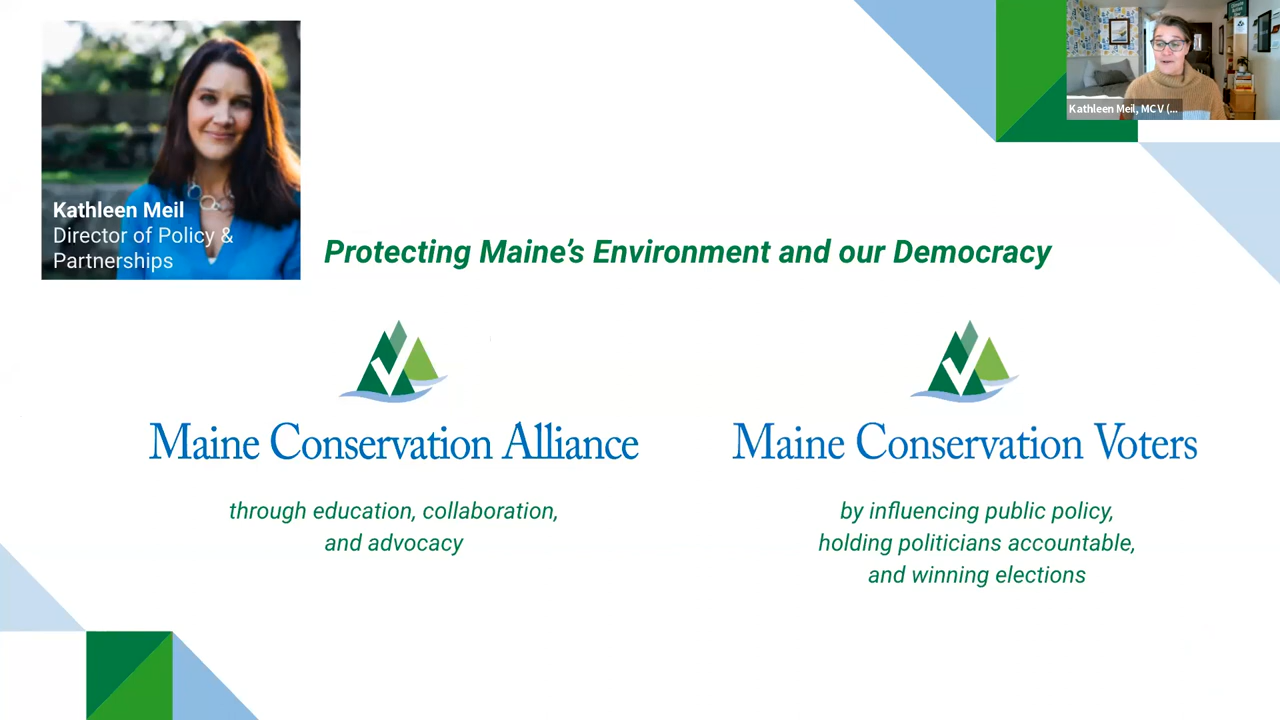 Kathleen Meil
Director of Policy &
Partnerships
Kathleen Meil, MCV (...
Protecting Maine's Environment and our Democracy
Maine Conservation Alliance
through education, collaboration,
and advocacy
Maine Conservation Voters
by influencing public policy,
holding politicians accountable,
and winning elections